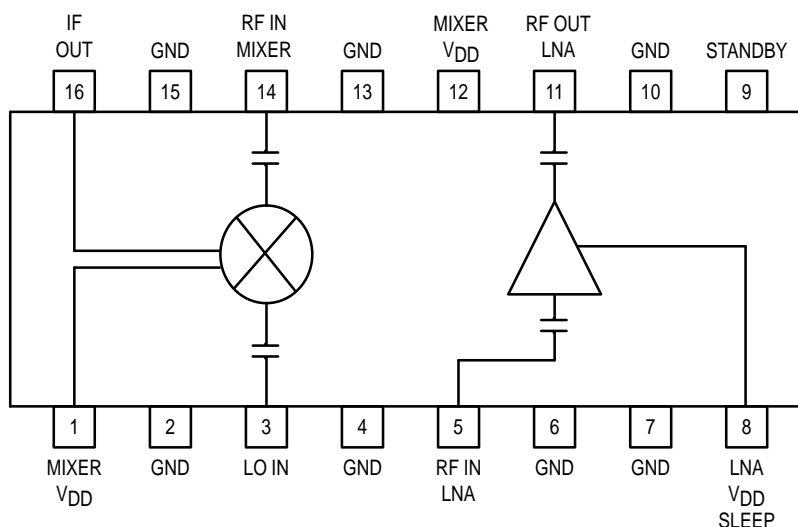 IF
OUT
GND
RF IN
MIXER
GND
MIXER
VDD
RF OUT
LNA
GND
STANDBY
16
15
14
13
12
11
10
9
1
2
3
4
5
6
7
8
MIXER
VDD
GND
LO IN
GND
RF IN
LNA
GND
GND
LNA
VDD
SLEEP